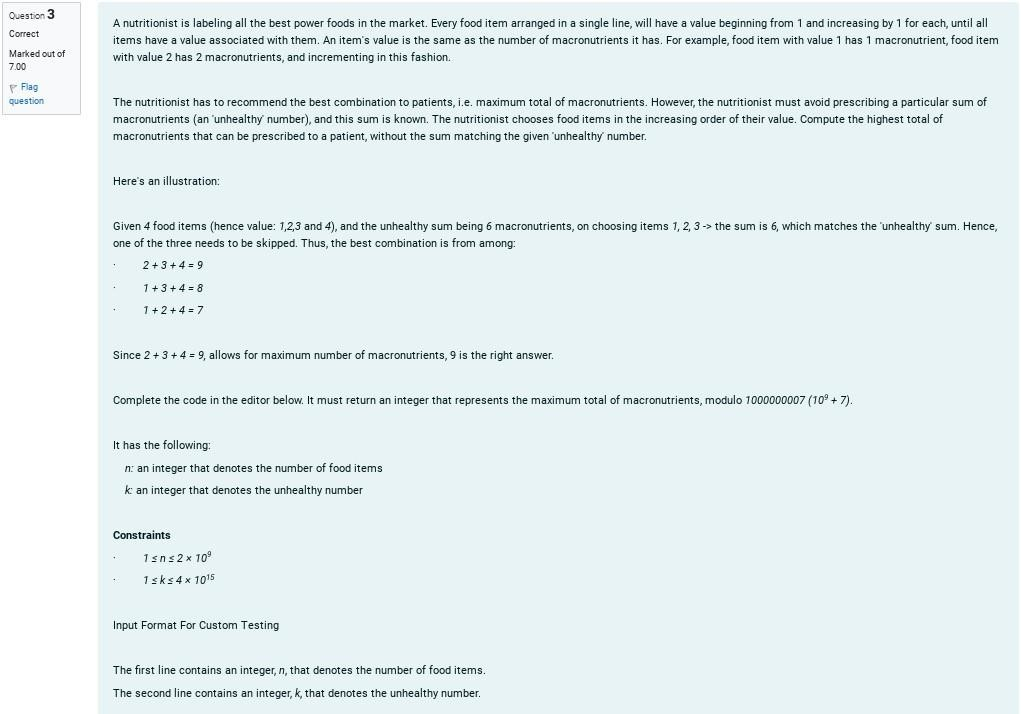 Question 3
Correct
Marked out of
7.00
Flag
question
A nutritionist is labeling all the best power foods in the market. Every food item arranged in a single line, will have a value beginning from 1 and increasing by 1 for each, until all
items have a value associated with them. An item's value is the same as the number of macronutrients it has. For example, food item with value 1 has 1 macronutrient, food item
with value 2 has 2 macronutrients, and incrementing in this fashion.
The nutritionist has to recommend the best combination to patients, i.e. maximum total of macronutrients. However, the nutritionist must avoid prescribing a particular sum of
macronutrients (an 'unhealthy' number), and this sum is known. The nutritionist chooses food items in the increasing order of their value. Compute the highest total of
macronutrients that can be prescribed to a patient, without the sum matching the given 'unhealthy' number.
Here's an illustration:
Given 4 food items (hence value: 1,2,3 and 4), and the unhealthy sum being 6 macronutrients, on choosing items 1, 2, 3 -> the sum is 6, which matches the 'unhealthy' sum. Hence,
one of the three needs to be skipped. Thus, the best combination is from among:
· 2 + 3 + 4 = 9
· 1 + 3 + 4 = 8
· 1 + 2 + 4 = 7
Since 2 + 3 + 4 = 9, allows for maximum number of macronutrients, 9 is the right answer.
Complete the code in the editor below. It must return an integer that represents the maximum total of macronutrients, modulo 1000000007 (10⁹ + 7).
It has the following:
n: an integer that denotes the number of food items
k: an integer that denotes the unhealthy number
Constraints
· 1 ≤ n ≤ 2 × 10⁹
· 1 ≤ k ≤ 4 × 10¹⁵
Input Format For Custom Testing
The first line contains an integer, n, that denotes the number of food items.
The second line contains an integer, k, that denotes the unhealthy number.